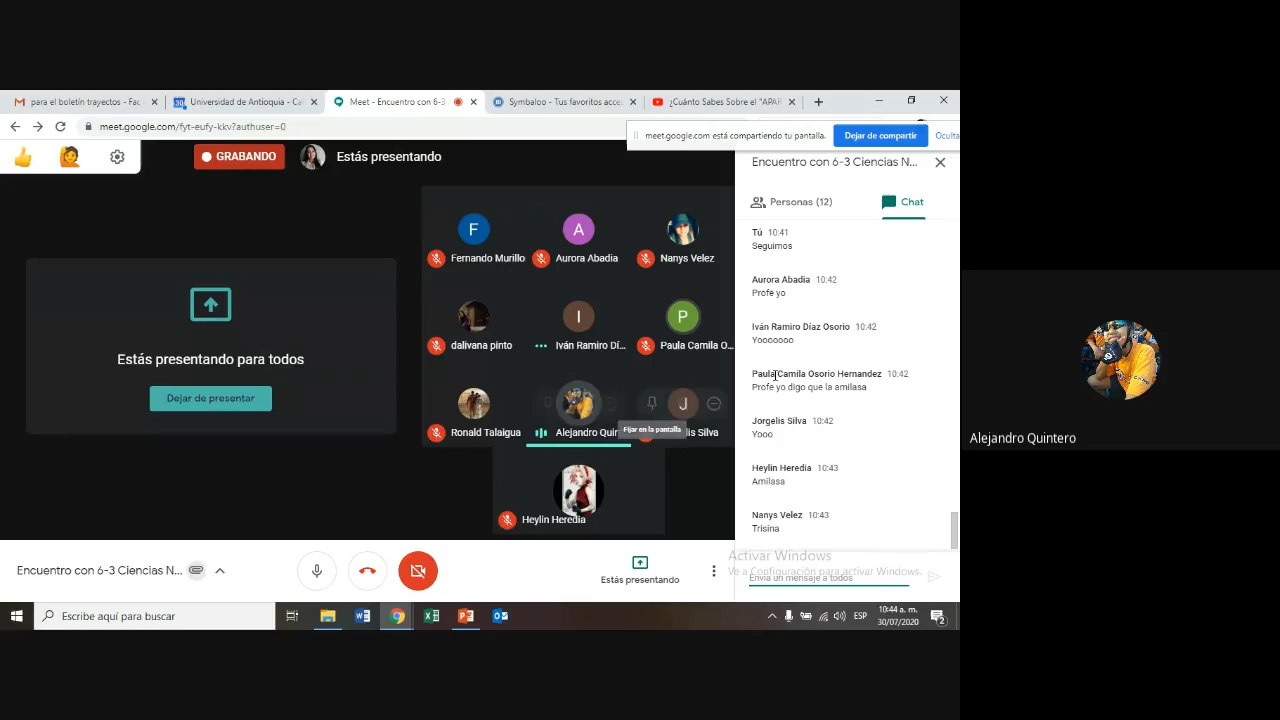 para el boletín trayectos - Fac
Universidad de Antioquia - Ca
Meet - Encuentro con 6-3
Symbaloo - Tus favoritos acce
¿Cuánto Sabes Sobre el "APAR
meet.google.com/fyt-eufy-kkv?authuser=0
meet.google.com está compartiendo tu pantalla.
Dejar de compartir
Oculta
GRABANDO
Estás presentando
Encuentro con 6-3 Ciencias N...
Personas (12)
Chat
Estás presentando para todos
Dejar de presentar
F
Fernando Murillo
A
Aurora Abadia
Nanys Velez
dalivana pinto
I
Iván Ramiro Dí...
P
Paula Camila O...
Ronald Talaigua
Alejandro Quin
Fijar en la pantalla
J
lis Silva
Heylin Heredia
Tú 10:41
Seguimos
Aurora Abadia 10:42
Profe yo
Iván Ramiro Díaz Osorio 10:42
Yooooooo
Paula Camila Osorio Hernandez 10:42
Profe yo digo que la amilasa
Jorgelis Silva 10:42
Yooo
Heylin Heredia 10:43
Amilasa
Nanys Velez 10:43
Trisina
Activar Windows
Ve a Configuración para activar Windows.
Envía un mensaje a todos
Encuentro con 6-3 Ciencias N...
Estás presentando
Escribe aquí para buscar
ESP
10:44 a. m.
30/07/2020
2
Alejandro Quintero